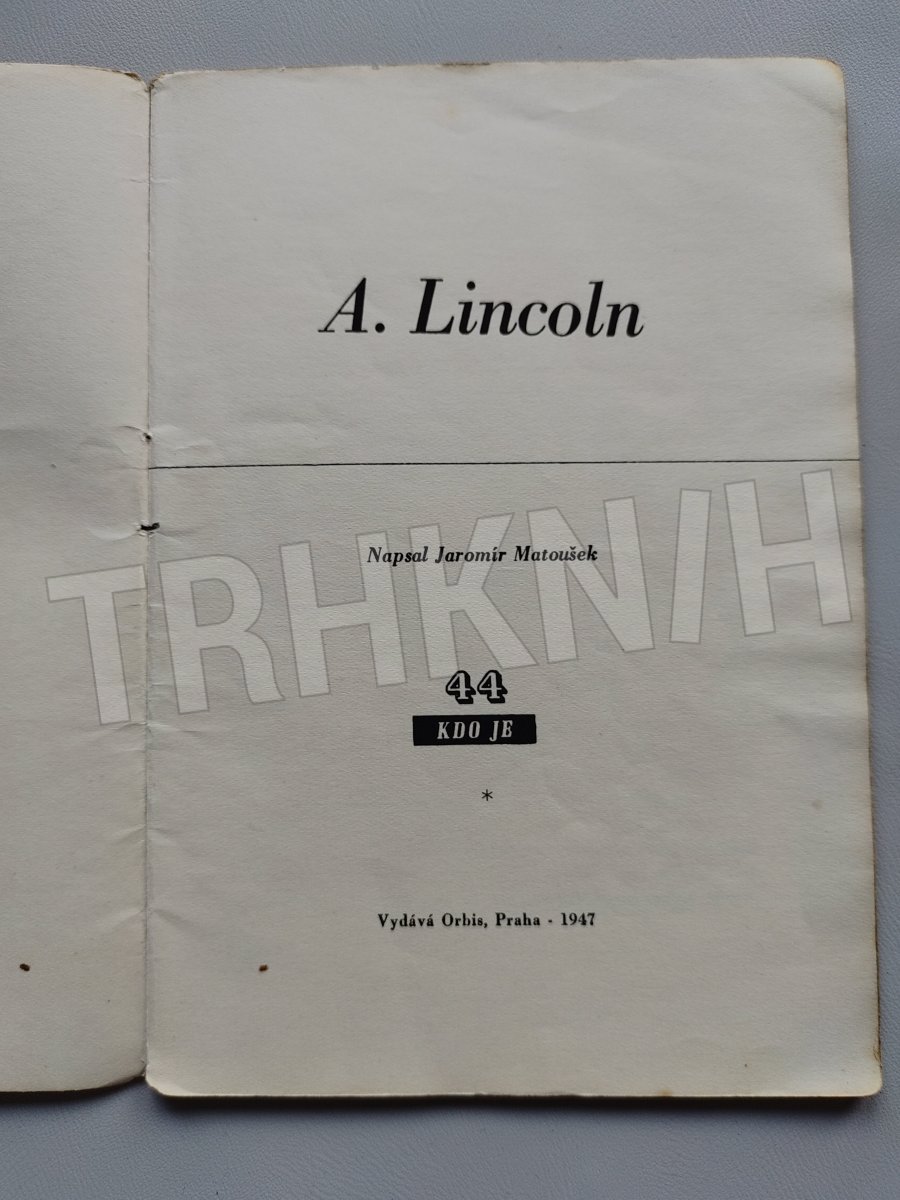 A. Lincoln
Napsal Jaromír Matoušek
TRHKNIH
44
KDO JE
*
Vydává Orbis, Praha - 1947